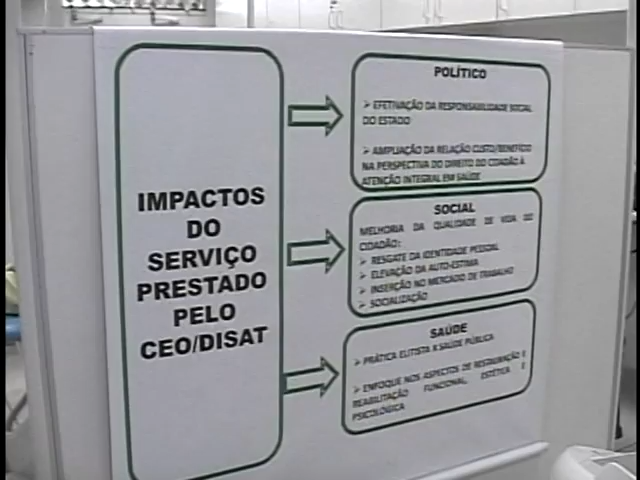 IMPACTOS
DO
SERVIÇO
PRESTADO
PELO
CEO/DISAT
POLÍTICO
➢ EFETIVAÇÃO DA RESPONSABILIDADE SOCIAL
DO ESTADO
➢ AMPLIAÇÃO DA RELAÇÃO CUSTO/BENEFÍCIO
NA PERSPECTIVA DO DIREITO DO CIDADÃO À
ATENÇÃO INTEGRAL EM SAÚDE
SOCIAL
MELHORIA DA QUALIDADE DE VIDA DO
CIDADÃO:
➢ RESGATE DA IDENTIDADE PESSOAL
➢ ELEVAÇÃO DA AUTO-ESTIMA
➢ INSERÇÃO NO MERCADO DE TRABALHO
➢ SOCIALIZAÇÃO
SAÚDE
➢ PRÁTICA ELITISTA X SAÚDE PÚBLICA
➢ ENFOQUE NOS ASPECTOS DE RESTAURAÇÃO E
REABILITAÇÃO FUNCIONAL, ESTÉTICA E
PSICOLÓGICA